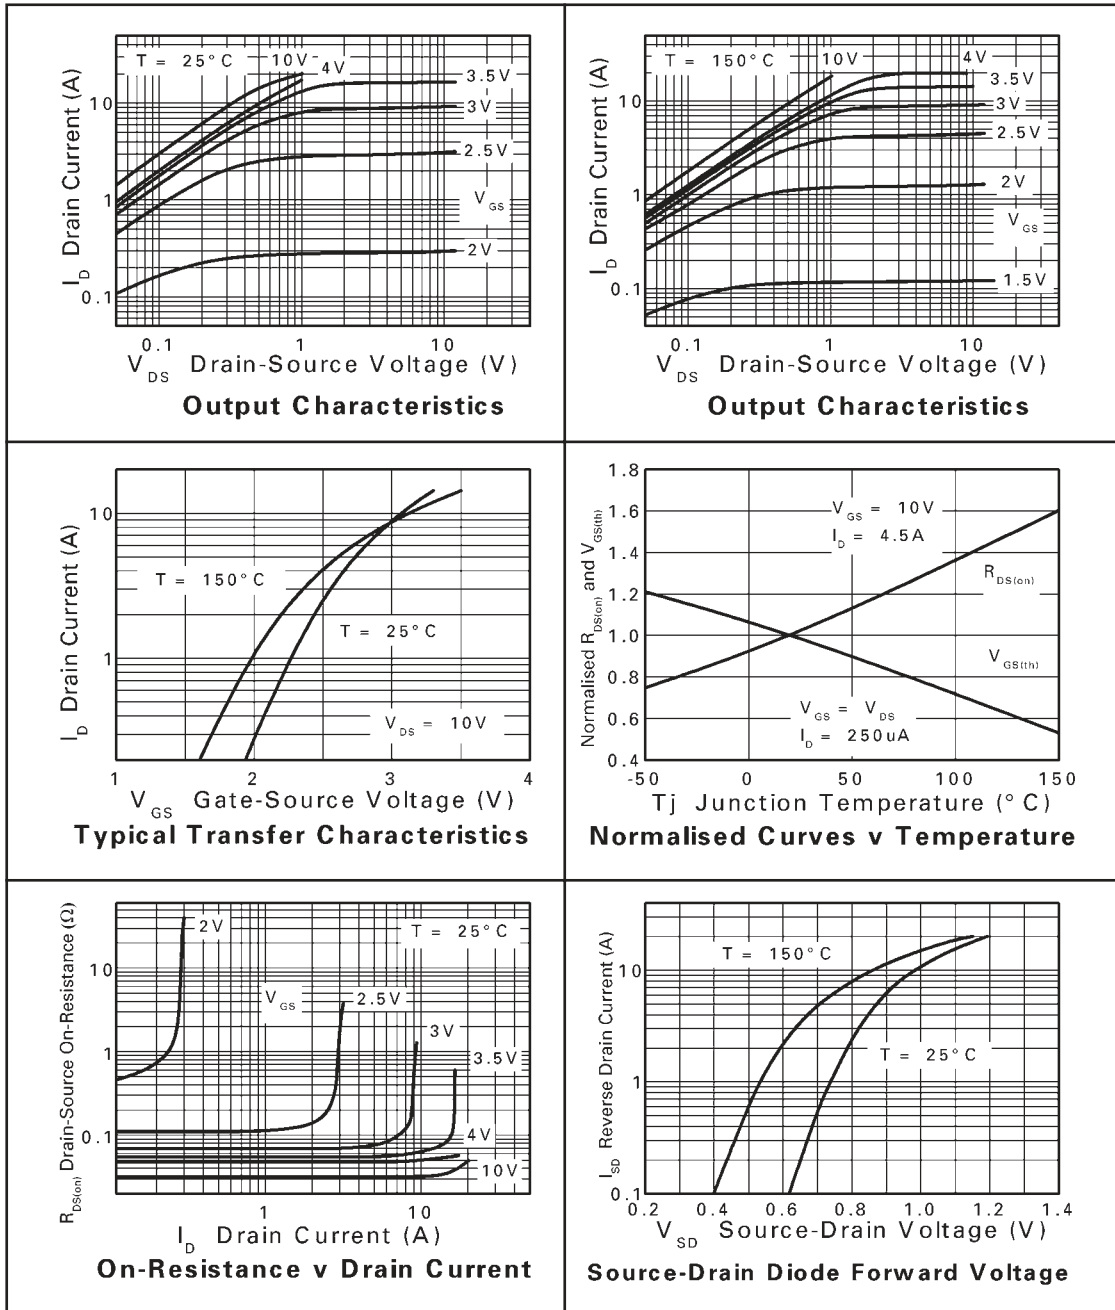 T = 25°C
10V
4V
3.5V
3V
2.5V
V GS
2V
10
1
0.1
I D Drain Current (A)
0.1 1 10
V DS Drain-Source Voltage (V)
Output Characteristics
T = 150°C
10V
4V
3.5V
3V
2.5V
2V
V GS
1.5V
10
1
0.1
I D Drain Current (A)
0.1 1 10
V DS Drain-Source Voltage (V)
Output Characteristics
10
1
I D Drain Current (A)
T = 150°C
T = 25°C
V DS = 10V
1 2 3 4
V GS Gate-Source Voltage (V)
Typical Transfer Characteristics
1.8
1.6
1.4
1.2
1.0
0.8
0.6
0.4
Normalised R DS(on) and V GS(th)
V GS = 10V
I D = 4.5A
R DS(on)
V GS(th)
V GS = V DS
I D = 250uA
-50 0 50 100 150
Tj Junction Temperature (°C)
Normalised Curves v Temperature
2V
T = 25°C
V GS
2.5V
3V
3.5V
4V
10V
10
1
0.1
R DS(on) Drain-Source On-Resistance (Ω)
1 10
I D Drain Current (A)
On-Resistance v Drain Current
T = 150°C
T = 25°C
10
1
0.1
I SD Reverse Drain Current (A)
0.2 0.4 0.6 0.8 1.0 1.2 1.4
V SD Source-Drain Voltage (V)
Source-Drain Diode Forward Voltage